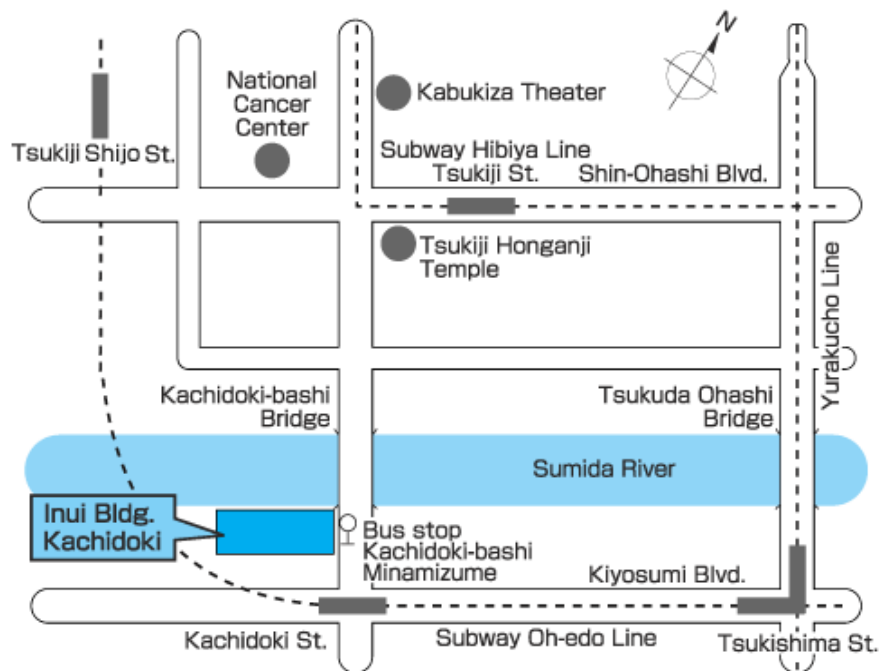 N
National
Cancer
Center
Kabukiza Theater
Tsukiji Shijo St.
Subway Hibiya Line
Tsukiji St.
Shin-Ohashi Blvd.
Tsukiji Honganji
Temple
Yurakucho Line
Kachidoki-bashi
Bridge
Tsukuda Ohashi
Bridge
Sumida River
Inui Bldg.
Kachidoki
Bus stop
Kachidoki-bashi
Minamizume
Kiyosumi Blvd.
Kachidoki St.
Subway Oh-edo Line
Tsukishima St.